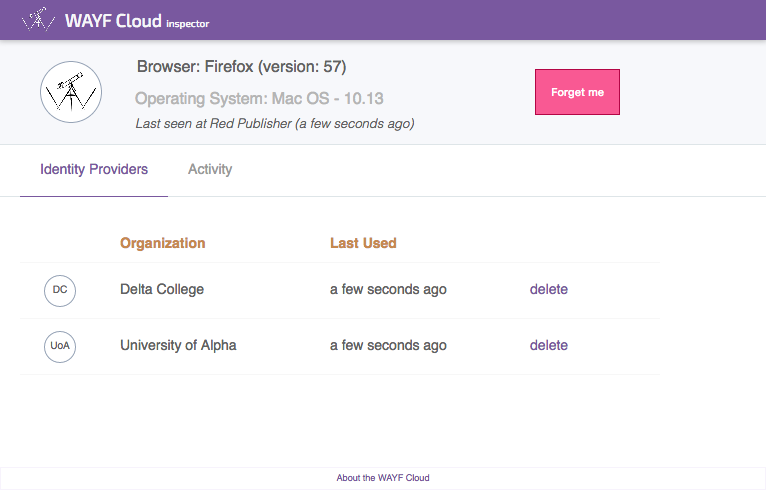 WAYF Cloud inspector
Browser: Firefox (version: 57)
Operating System: Mac OS - 10.13
Last seen at Red Publisher (a few seconds ago)
Forget me
Identity Providers Activity
Organization Last Used
DC Delta College a few seconds ago delete
UoA University of Alpha a few seconds ago delete
About the WAYF Cloud